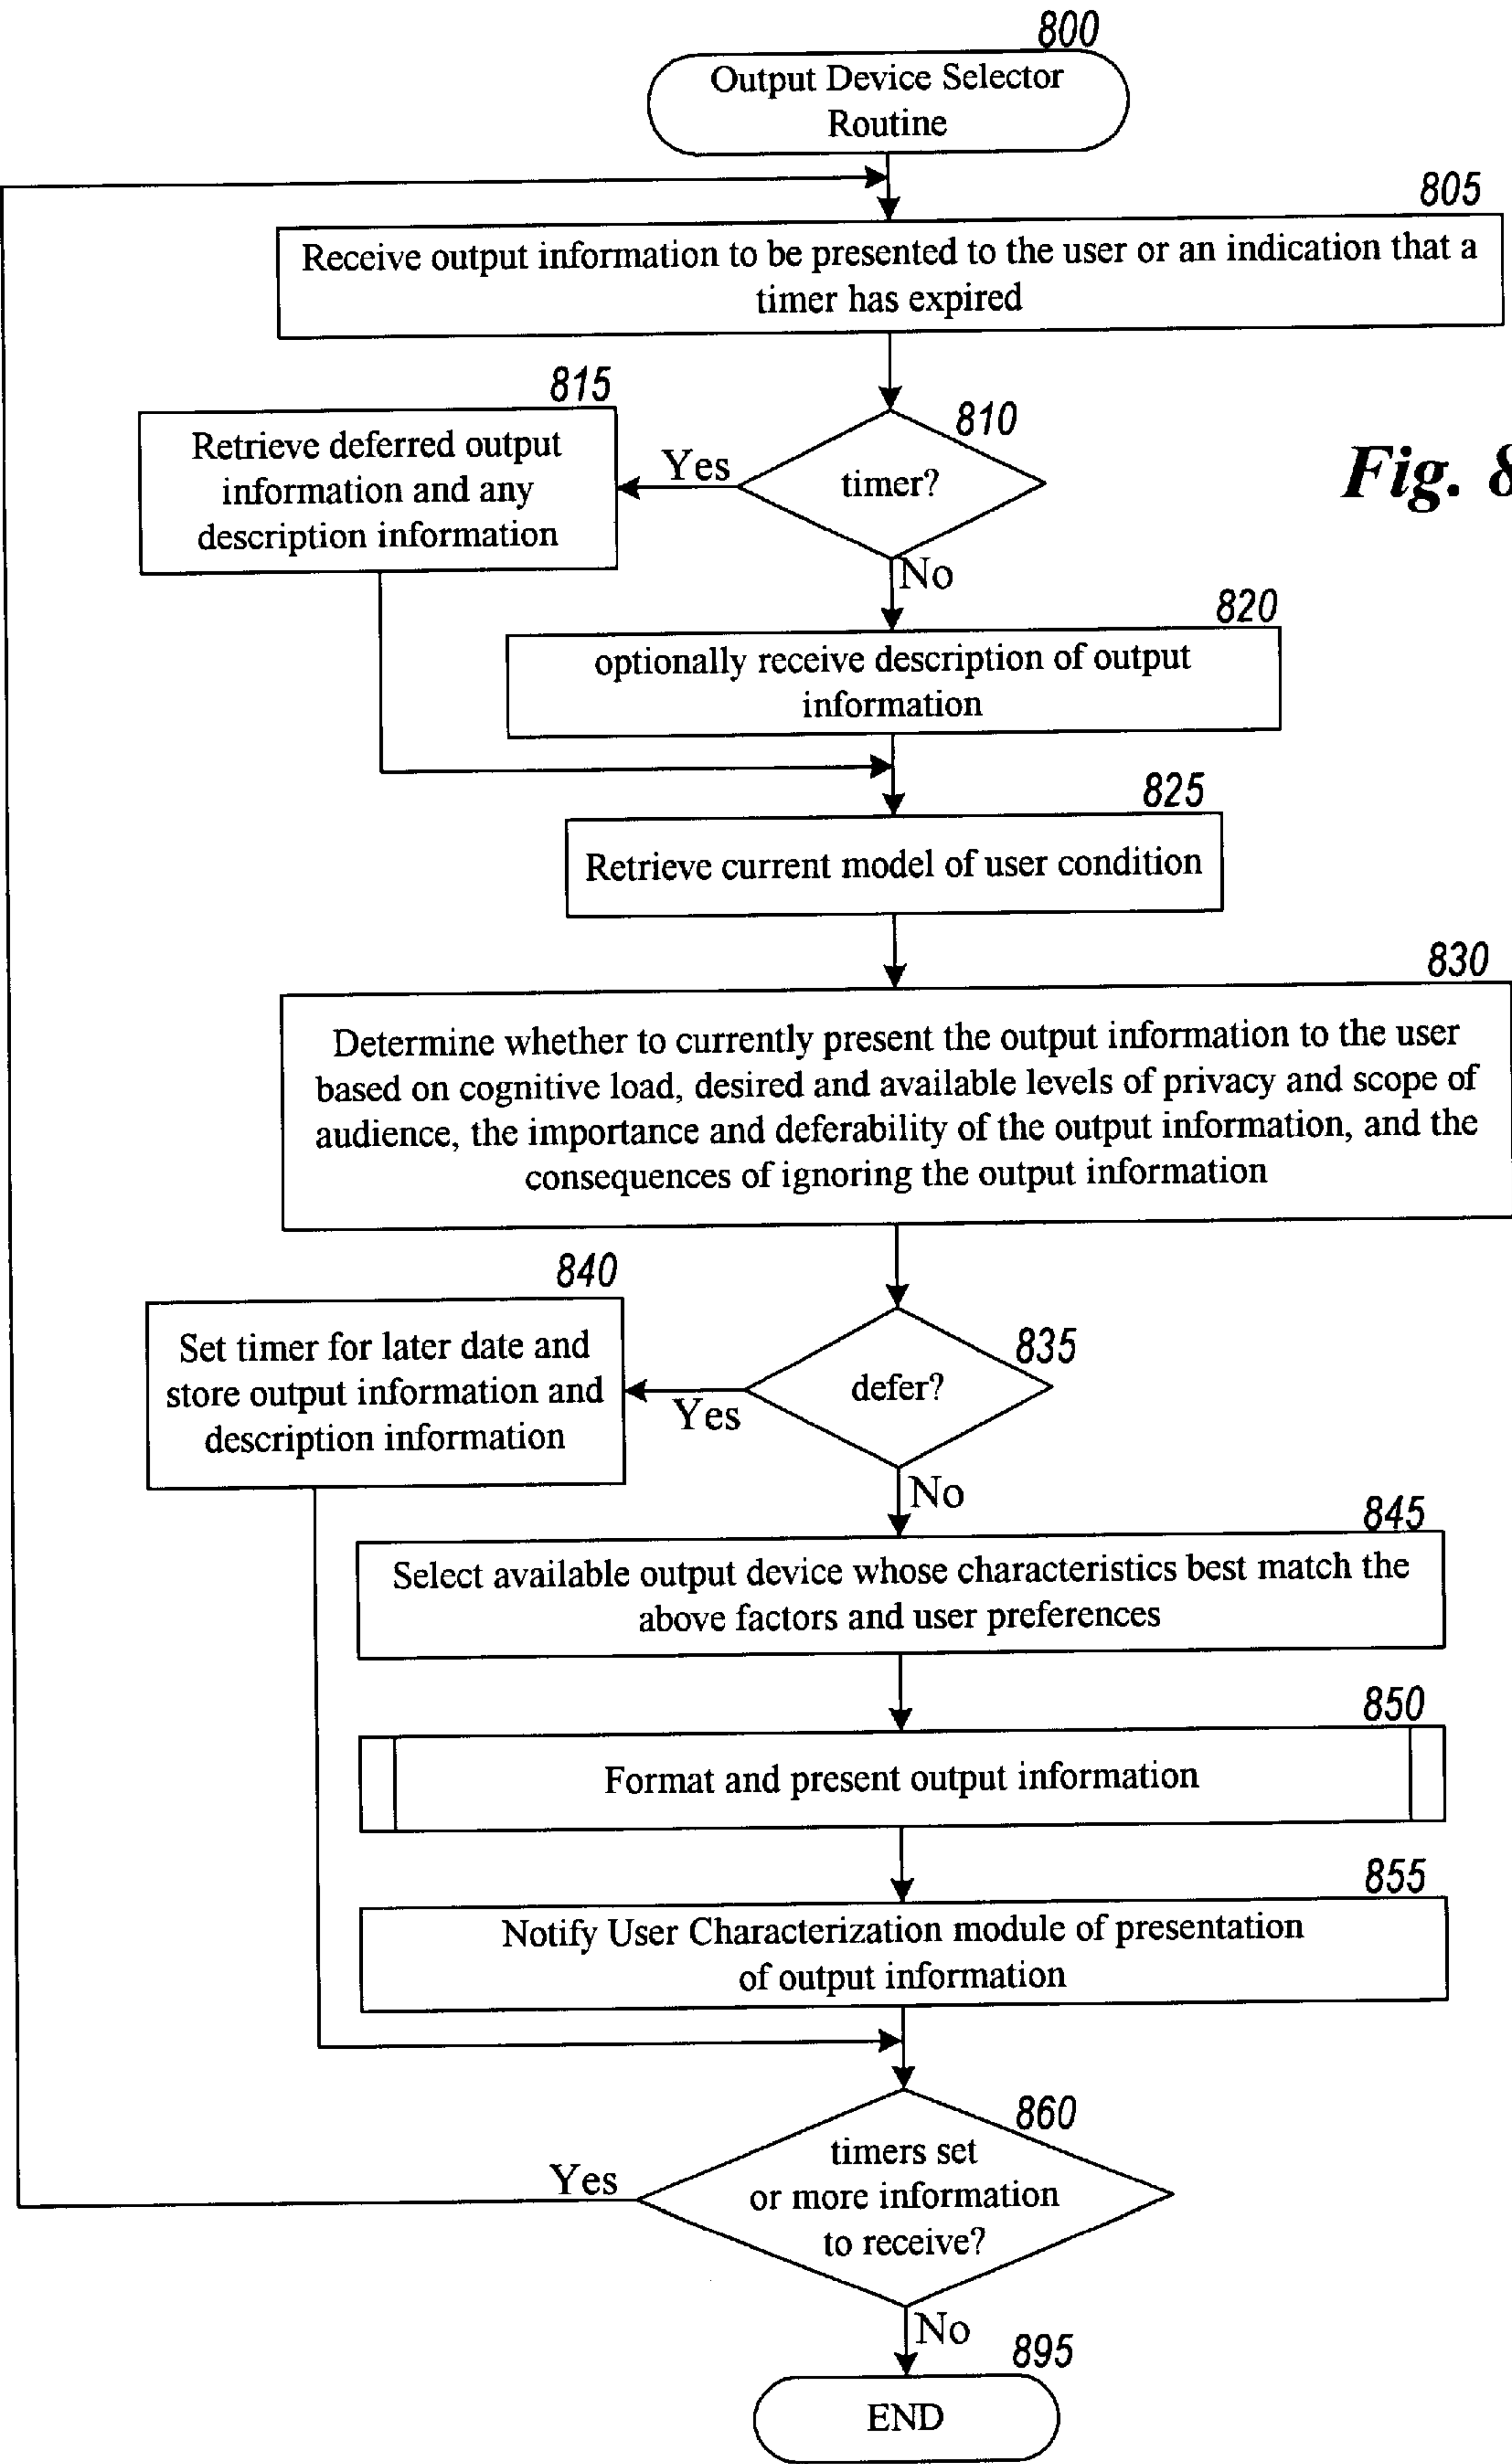 800
Output Device Selector
Routine
805
Receive output information to be presented to the user or an indication that a
timer has expired
815
Retrieve deferred output
information and any
description information
Yes
810
timer?
Fig. 8
No
820
optionally receive description of output
information
825
Retrieve current model of user condition
830
Determine whether to currently present the output information to the user
based on cognitive load, desired and available levels of privacy and scope of
audience, the importance and deferability of the output information, and the
consequences of ignoring the output information
840
Set timer for later date and
store output information and
description information
Yes
835
defer?
No
845
Select available output device whose characteristics best match the
above factors and user preferences
850
Format and present output information
855
Notify User Characterization module of presentation
of output information
860
timers set
or more information
to receive?
Yes
No
895
END